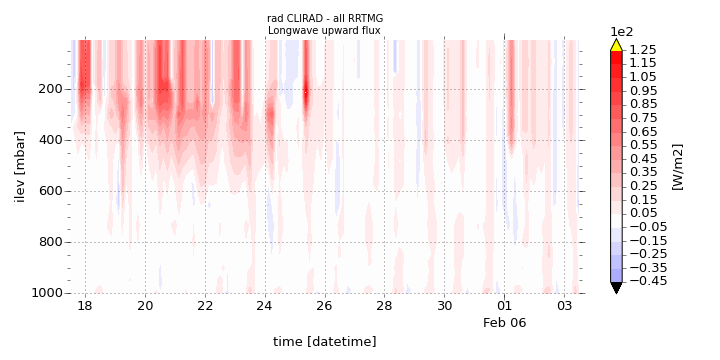 rad CLIRAD - all RRTMG
Longwave upward flux
1e2
1.25
1.15
1.05
0.95
0.85
0.75
0.65
0.55
0.45
0.35
0.25
0.15
0.05
−0.05
−0.15
−0.25
−0.35
−0.45
[W/m2]
ilev [mbar]
200
400
600
800
1000
18 20 22 24 26 28 30 01 03
Feb 06
time [datetime]